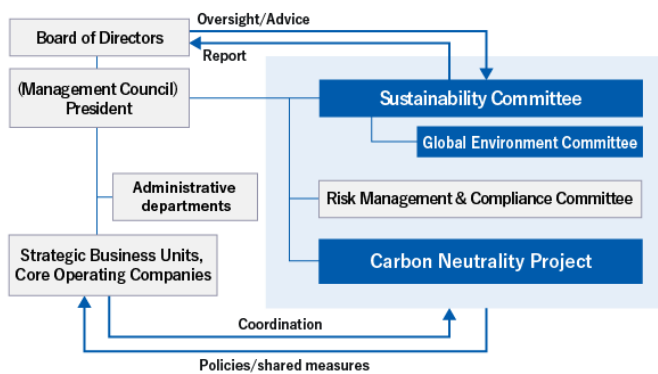 Oversight/Advice
Board of Directors
Report
(Management Council)
President
Sustainability Committee
Global Environment Committee
Administrative
departments
Risk Management & Compliance Committee
Strategic Business Units,
Core Operating Companies
Carbon Neutrality Project
Coordination
Policies/shared measures